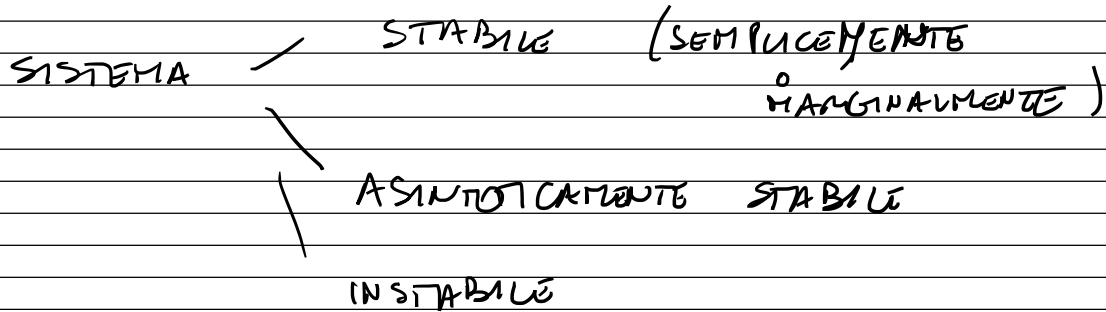 STABILE (SEMPLICEMENTE
SISTEMA
O
MARGINALMENTE)
ASINTOTICAMENTE STABILE
INSTABILE